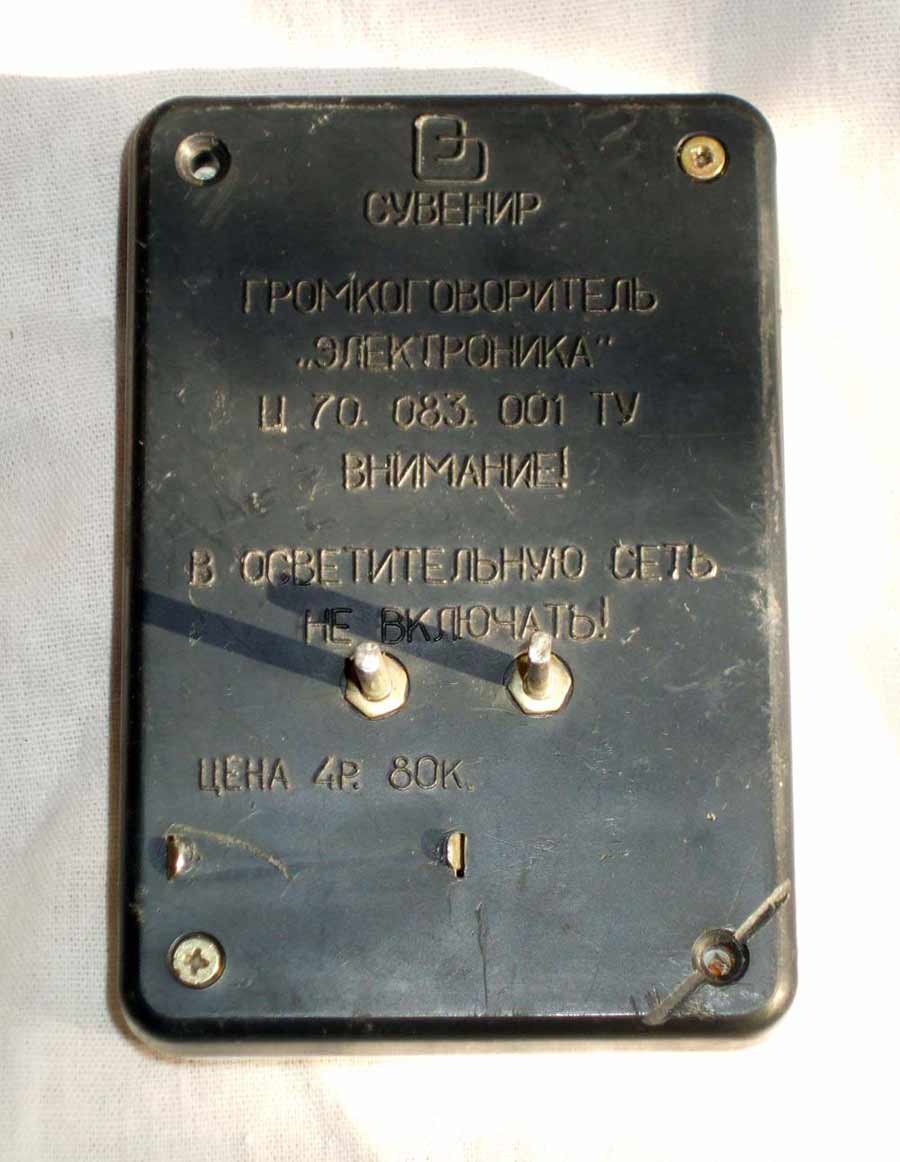 Э
СУВЕНИР
ГРОМКОГОВОРИТЕЛЬ
„ЭЛЕКТРОНИКА“
Ц 70. 083. 001 ТУ
ВНИМАНИЕ!
В ОСВЕТИТЕЛЬНУЮ СЕТЬ
НЕ ВКЛЮЧАТЬ!
ЦЕНА 4Р. 80К.